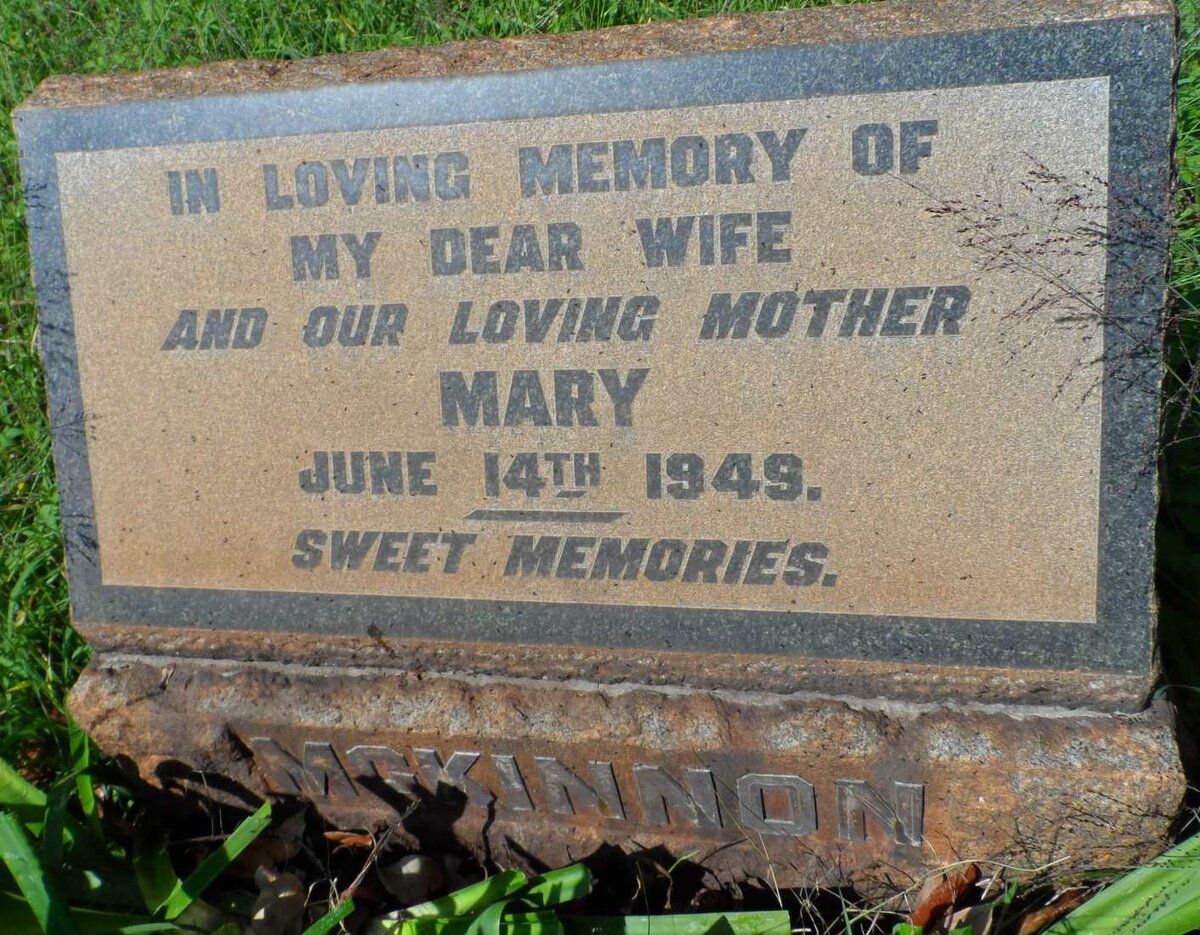 IN LOVING MEMORY OF
MY DEAR WIFE
AND OUR LOVING MOTHER
MARY
JUNE 14TH 1949.
SWEET MEMORIES.
MCKINNON